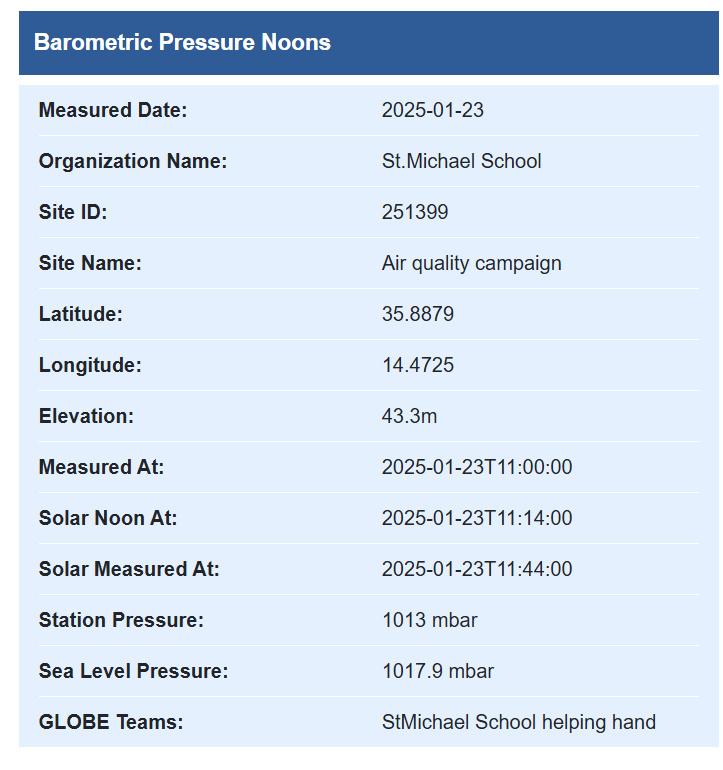 Barometric Pressure Noons
Measured Date: 2025-01-23
Organization Name: St.Michael School
Site ID: 251399
Site Name: Air quality campaign
Latitude: 35.8879
Longitude: 14.4725
Elevation: 43.3m
Measured At: 2025-01-23T11:00:00
Solar Noon At: 2025-01-23T11:14:00
Solar Measured At: 2025-01-23T11:44:00
Station Pressure: 1013 mbar
Sea Level Pressure: 1017.9 mbar
GLOBE Teams: StMichael School helping hand